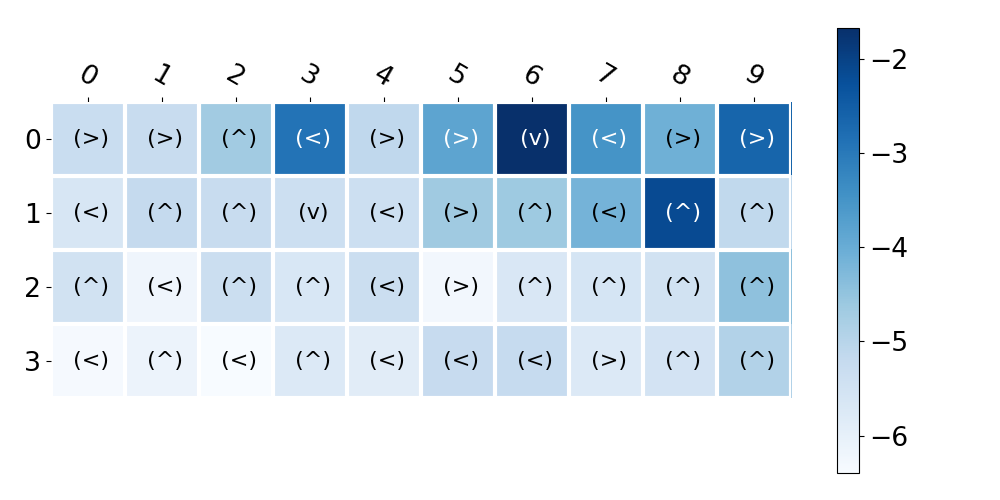 0 1 2 3 4 5 6 7 8 9
0 (>) (>) (^) (<) (>) (>) (v) (<) (>) (>)
1 (<) (^) (^) (v) (<) (>) (^) (<) (^) (^)
2 (^) (<) (^) (^) (<) (>) (^) (^) (^) (^)
3 (<) (^) (<) (^) (<) (<) (<) (>) (^) (^)
−2
−3
−4
−5
−6